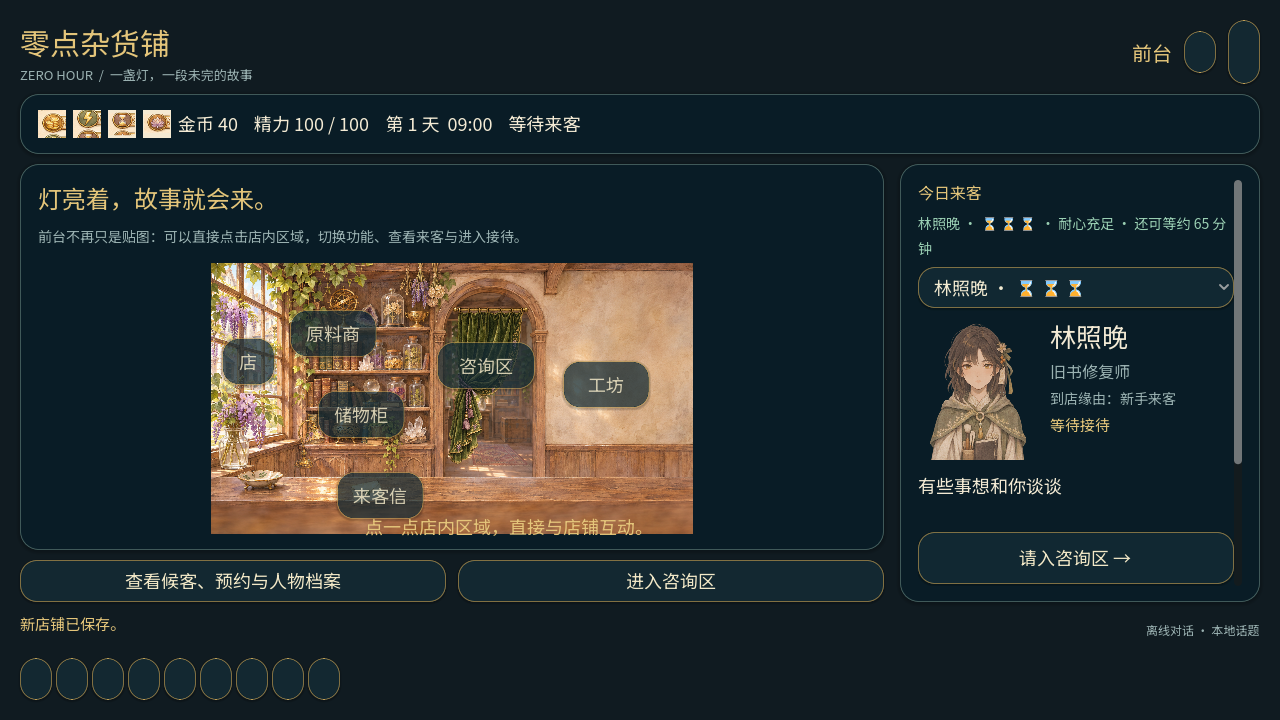 零点杂货铺
ZERO HOUR / 一盏灯，一段未完的故事
前台
金币 40 精力 100 / 100 第 1 天 09:00 等待来客
灯亮着，故事就会来。
前台不再只是贴图：可以直接点击店内区域，切换功能、查看来客与进入接待。
原料商
店
咨询区
工坊
储物柜
来客信
点一点店内区域，直接与店铺互动。
查看候客、预约与人物档案
进入咨询区
今日来客
林照晚 · ⏳⏳⏳ · 耐心充足 · 还可等约 65 分
钟
林照晚 · ⏳⏳⏳
林照晚
旧书修复师
到店缘由：新手来客
等待接待
有些事想和你谈谈
请入咨询区 →
新店铺已保存。
离线对话 · 本地话题